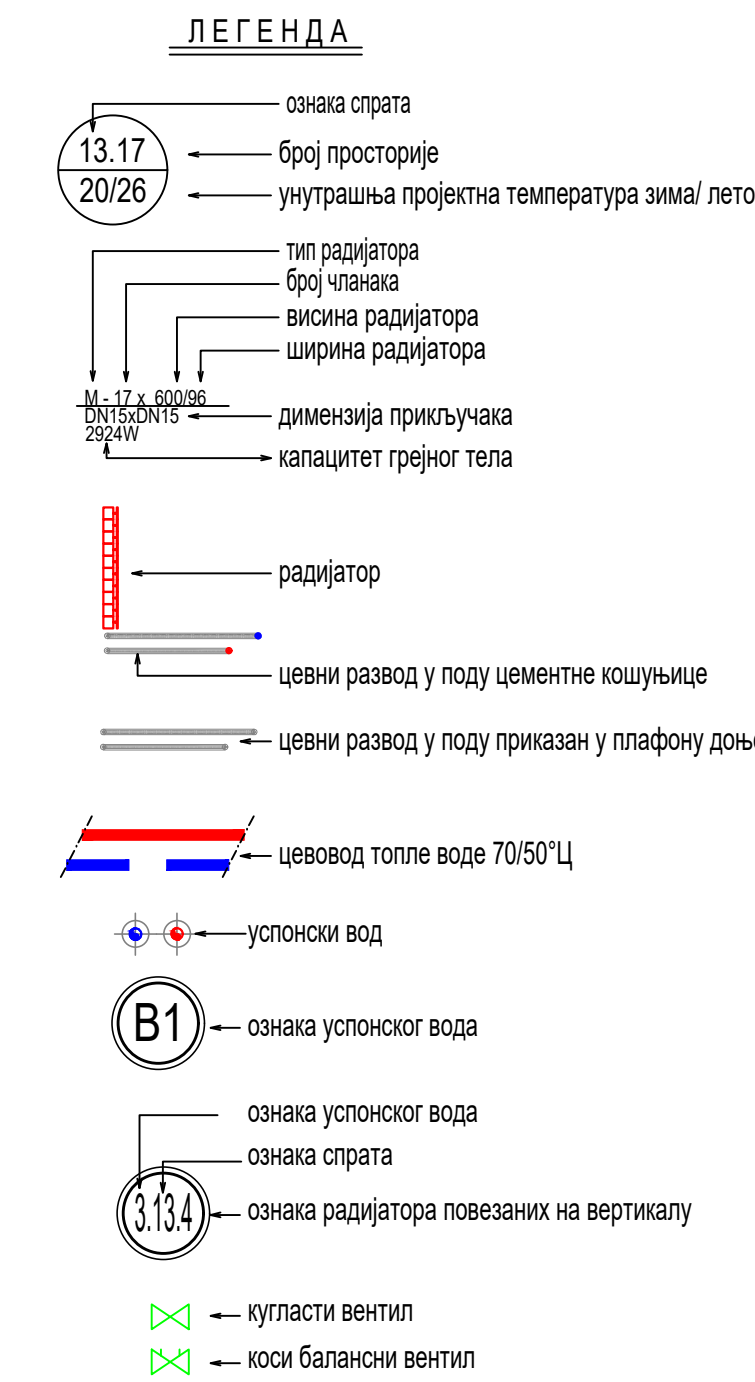 ЛЕГЕНДА
ознака спрата
13.17
број просторије
20/26
унутрашња пројектна температура зима/ лето
тип радијатора
број чланака
висина радијатора
ширина радијатора
М - 17 x 600/96
DN15xDN15
димензија прикључака
2924W
капацитет грејног тела
радијатор
цевни развод у поду цементне кошуњице
цевни развод у поду приказан у плафону
цевовод топле воде 70/50°Ц
успонски вод
В1
ознака успонског вода
ознака успонског вода
ознака спрата
3.13.4
ознака радијатора повезаних на вертикалу
кугласти вентил
коси балансни вентил